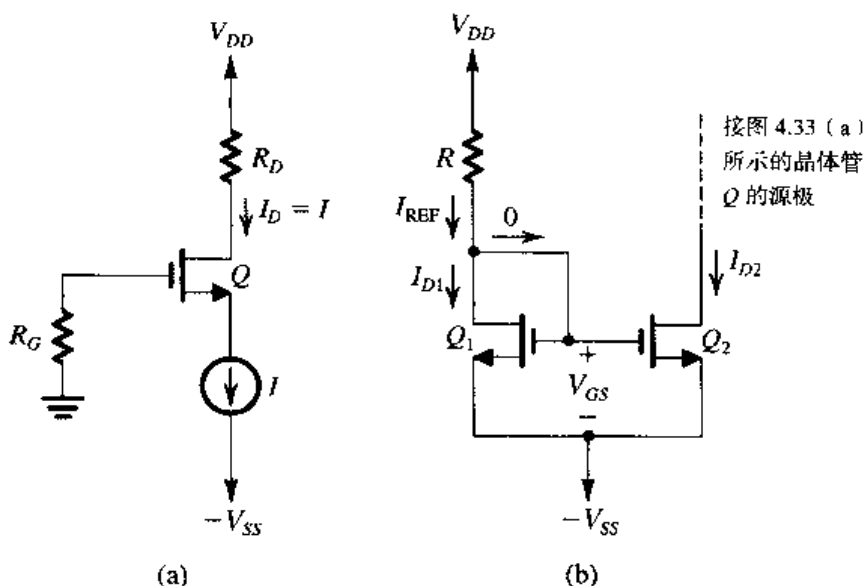 V_DD
R_D
I_D = I
Q
R_G
I
-V_SS
(a)
V_DD
R
I_REF
0
I_D1
Q_1
+
V_GS
−
Q_2
I_D2
-V_SS
(b)
接图 4.33（a）
所示的晶体管
Q 的源极